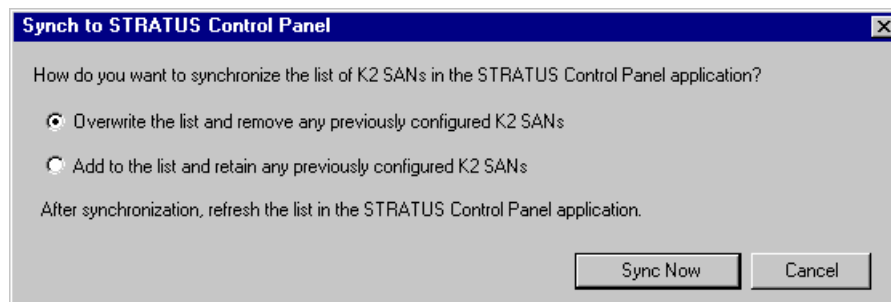 Synch to STRATUS Control Panel
How do you want to synchronize the list of K2 SANs in the STRATUS Control Panel application?
Overwrite the list and remove any previously configured K2 SANs
Add to the list and retain any previously configured K2 SANs
After synchronization, refresh the list in the STRATUS Control Panel application.
Sync Now Cancel